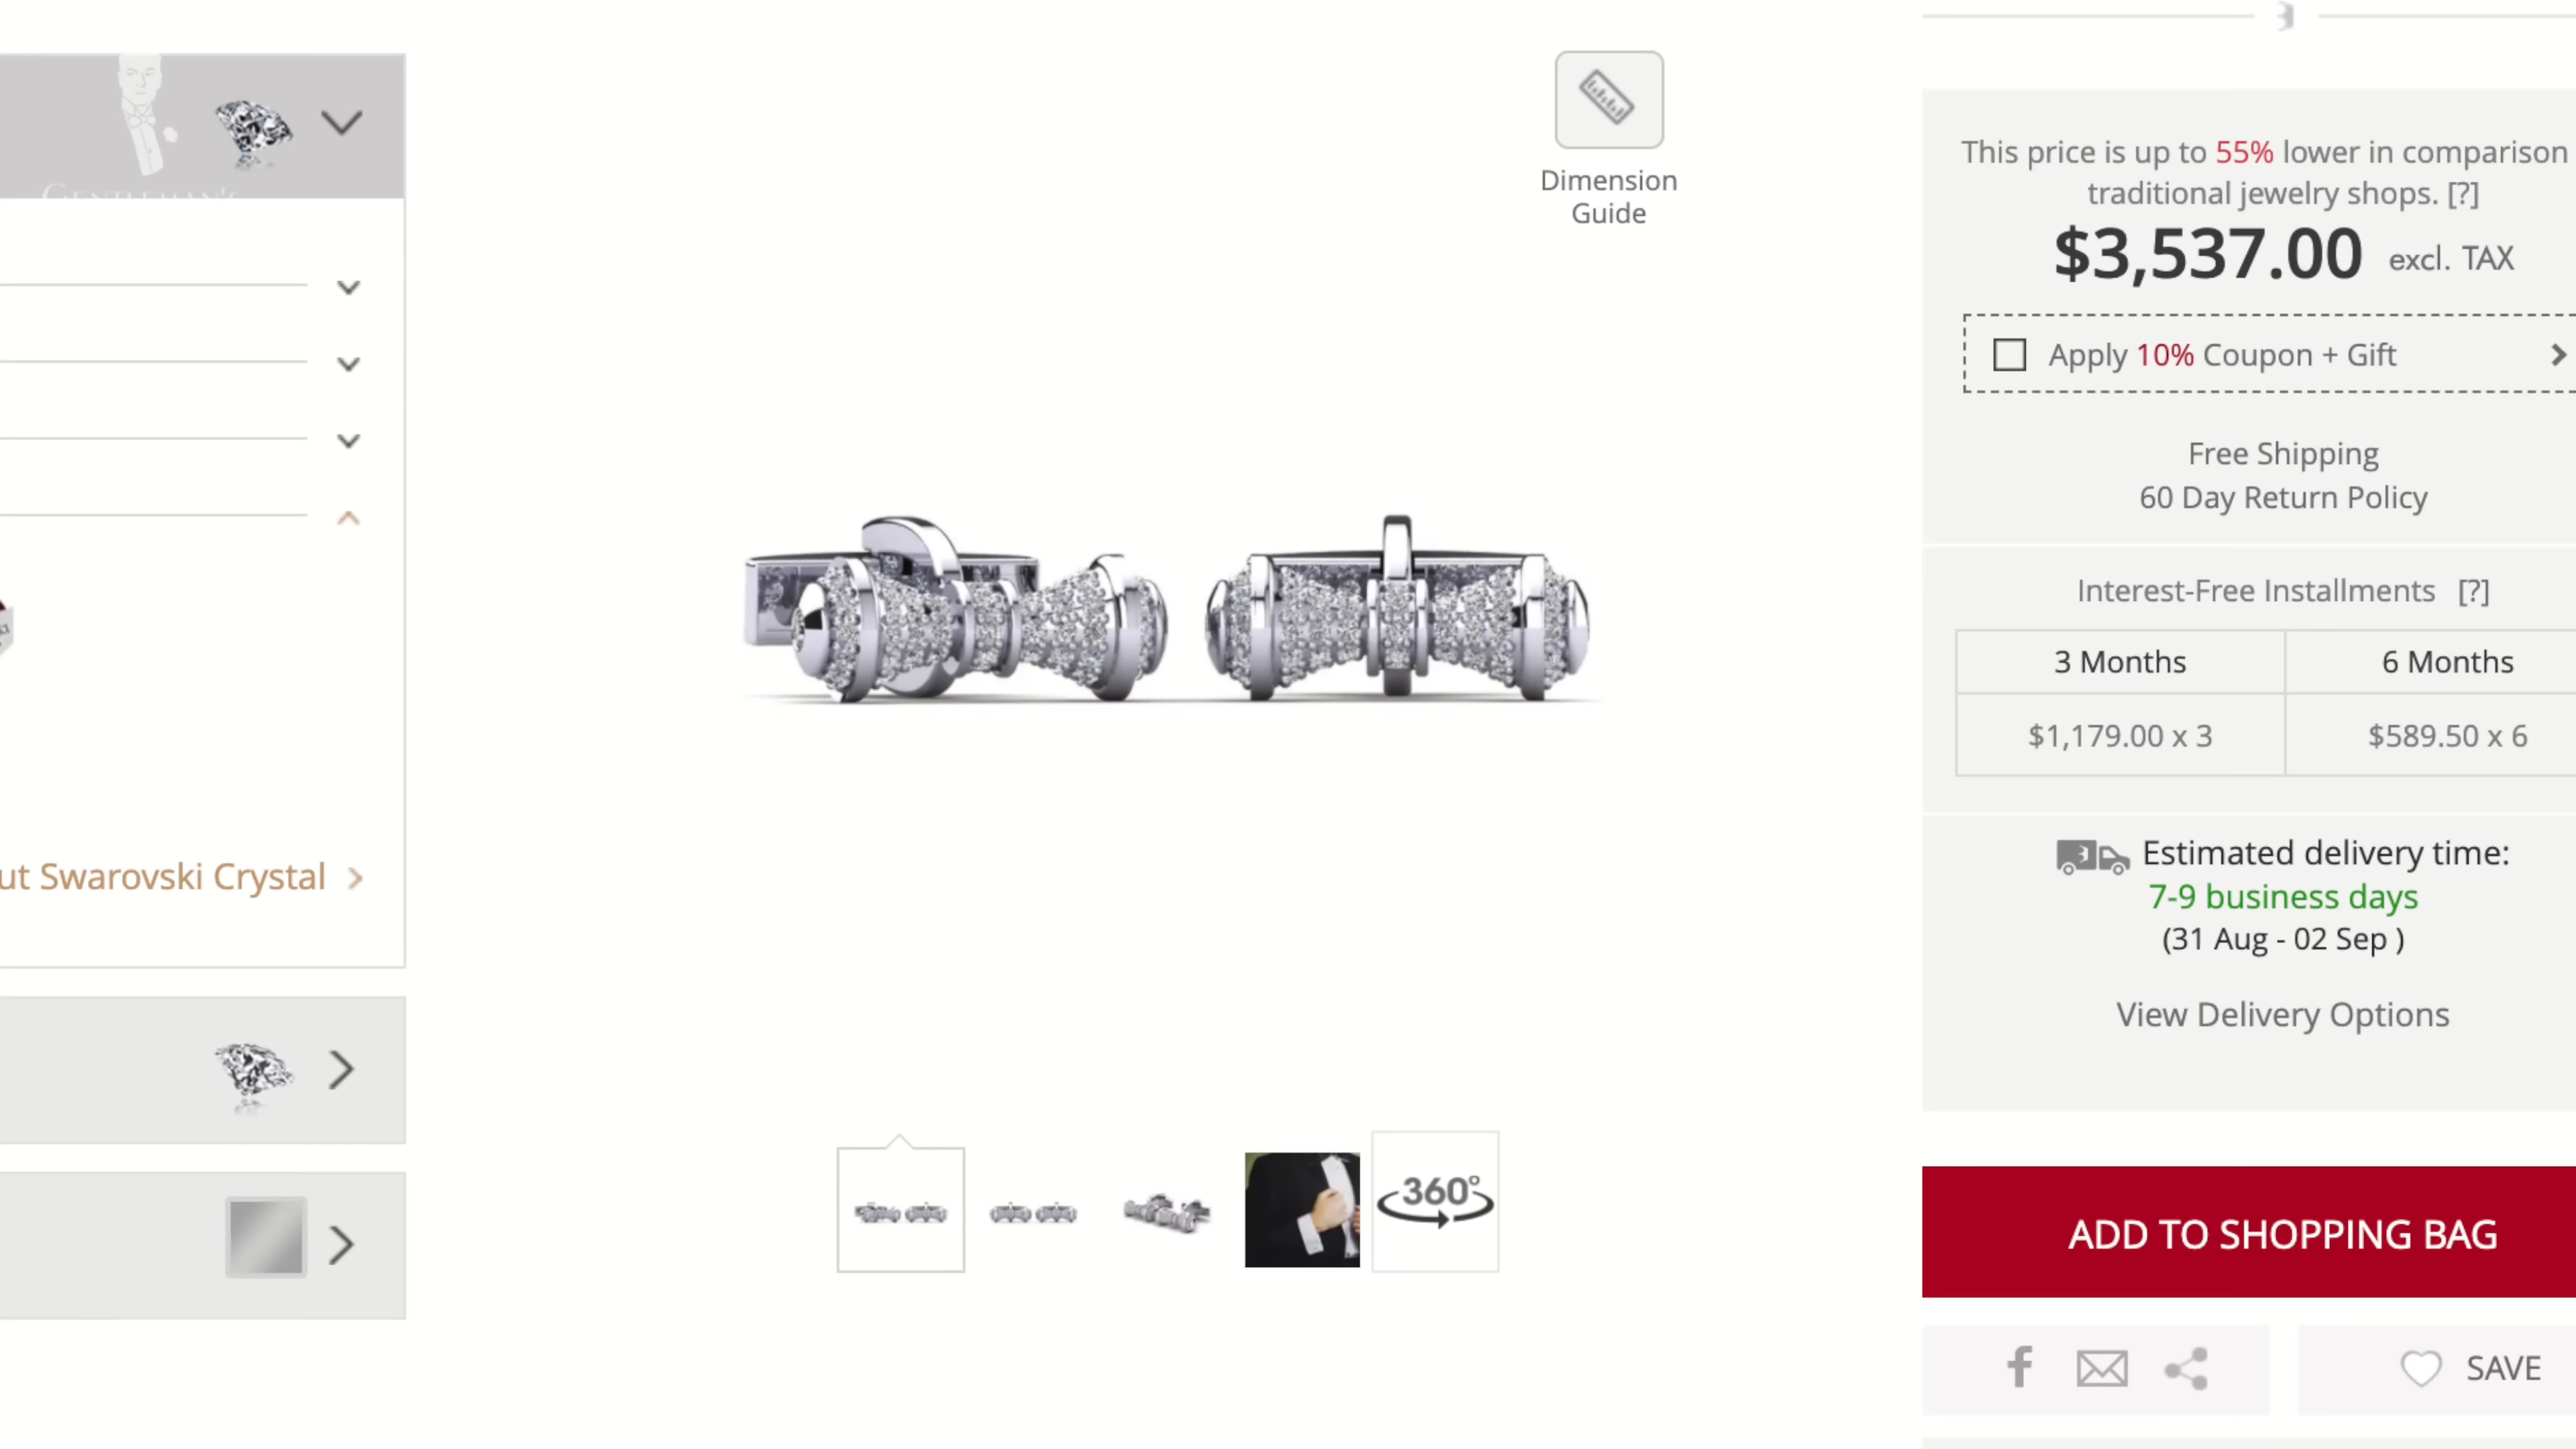 GENTLEMAN'S
ut Swarovski Crystal
Dimension
Guide
360°
This price is up to 55% lower in comparison
traditional jewelry shops. [?]
$3,537.00 excl. TAX
Apply 10% Coupon + Gift
Free Shipping
60 Day Return Policy
Interest-Free Installments [?]
3 Months 6 Months
$1,179.00 x 3 $589.50 x 6
Estimated delivery time:
7-9 business days
(31 Aug - 02 Sep )
View Delivery Options
ADD TO SHOPPING BAG
SAVE